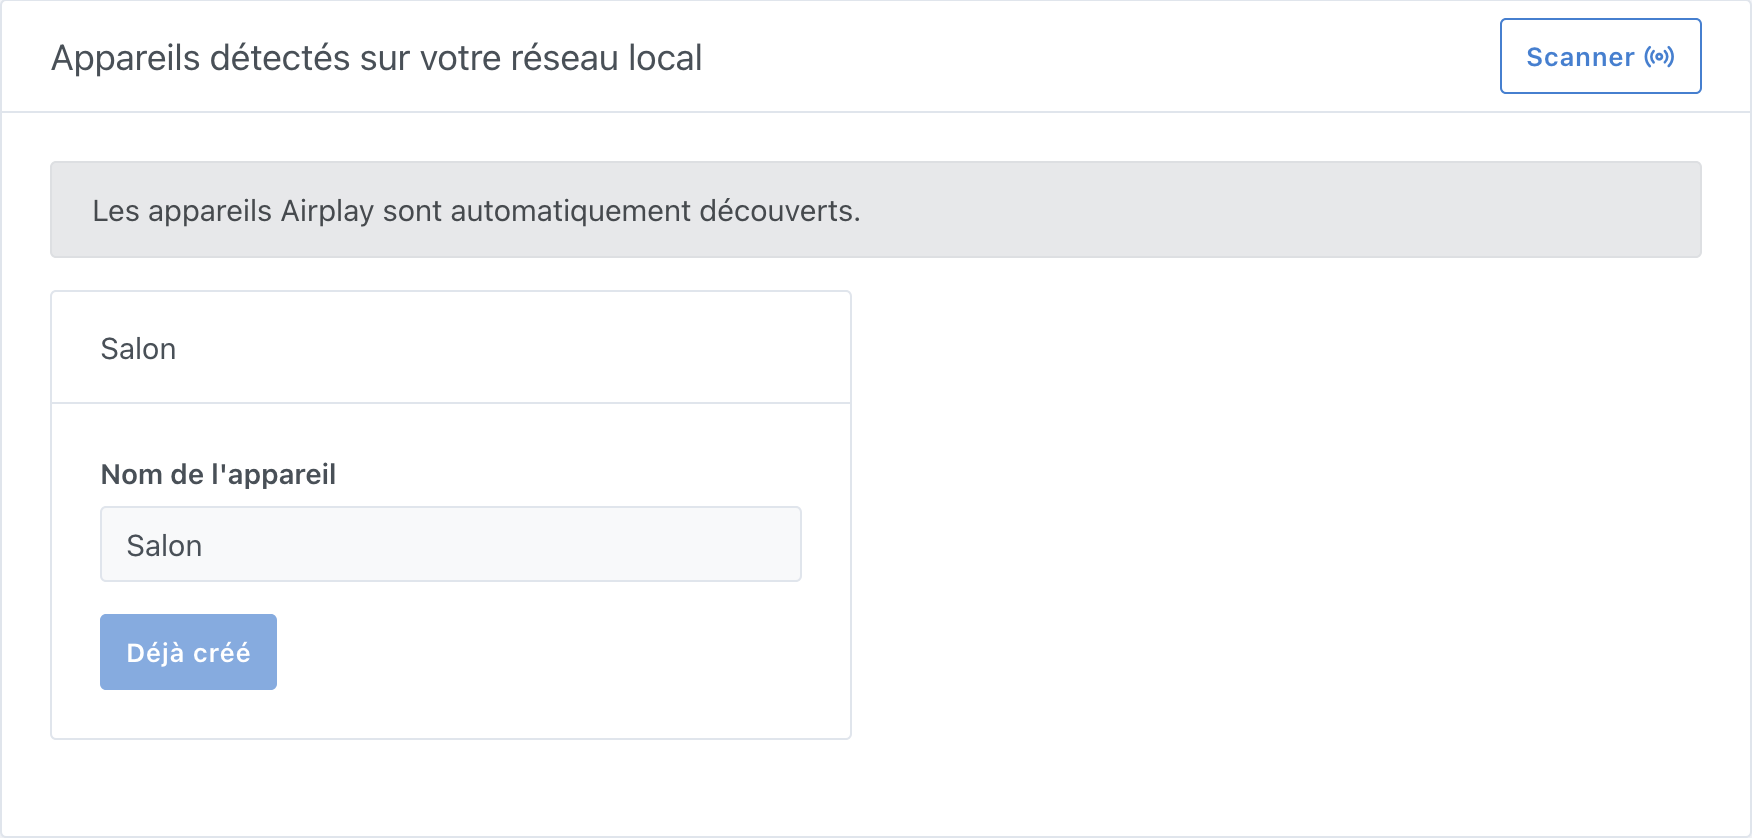 Appareils détectés sur votre réseau local
Scanner
Les appareils Airplay sont automatiquement découverts.
Salon
Nom de l'appareil
Salon
Déjà créé